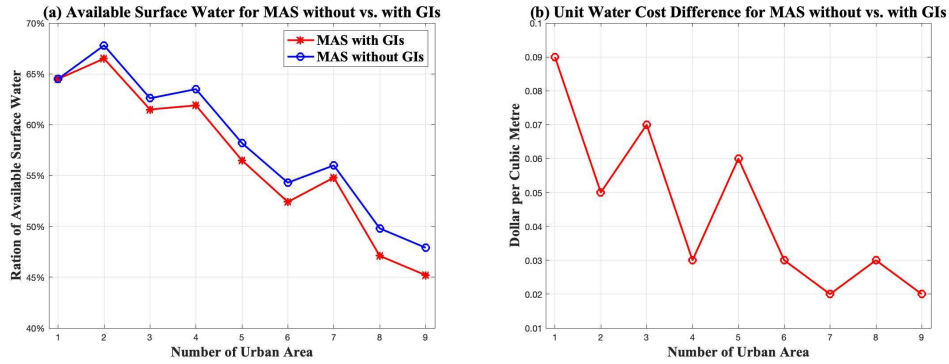 (a) Available Surface Water for MAS without vs. with GIs
70%
65%
60%
55%
50%
45%
40%
Ration of Available Surface Water
MAS with GIs
MAS without GIs
1 2 3 4 5 6 7 8 9
Number of Urban Area
(b) Unit Water Cost Difference for MAS without vs. with GIs
0.1
0.09
0.08
0.07
0.06
0.05
0.04
0.03
0.02
0.01
Dollar per Cubic Metre
1 2 3 4 5 6 7 8 9
Number of Urban Area